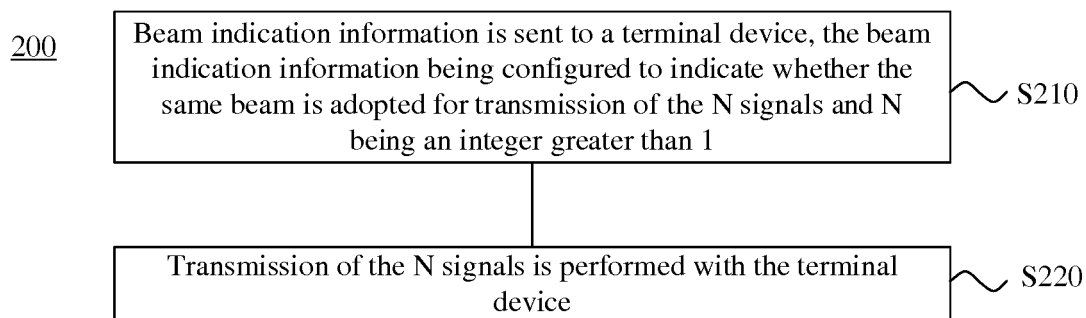 200
Beam indication information is sent to a terminal device, the beam
indication information being configured to indicate whether the
same beam is adopted for transmission of the N signals and N
being an integer greater than 1
S210
Transmission of the N signals is performed with the terminal
device
S220